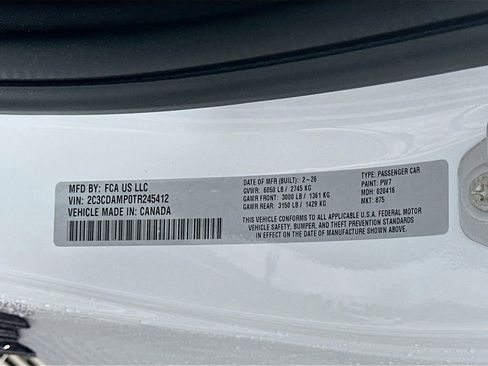 MFD BY: FCA US LLC
VIN: 2C3CDAMP0TR245412
VEHICLE MADE IN: CANADA
DATE OF MFR (BUILT): 2-26
GVWR: 6050 LB / 2745 KG
GAWR FRONT: 3000 LB / 1361 KG
GAWR REAR: 3150 LB / 1429 KG
TYPE: PASSENGER CAR
PAINT: PW7
MDH: 020416
MKT: 875
THIS VEHICLE CONFORMS TO ALL APPLICABLE U.S.A. FEDERAL MOTOR
VEHICLE SAFETY, BUMPER, AND THEFT PREVENTION STANDARDS
IN EFFECT ON THE DATE OF MANUFACTURE SHOWN ABOVE.